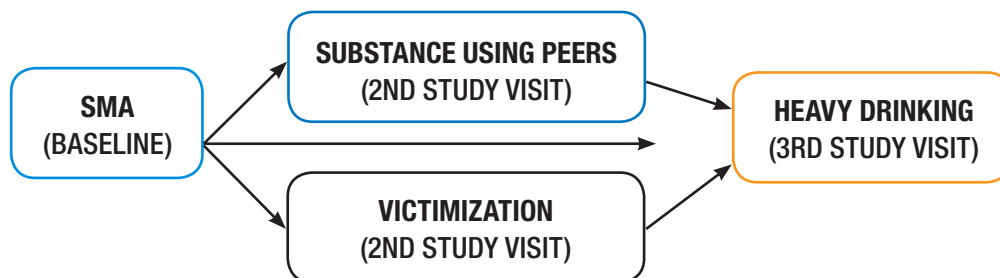 SUBSTANCE USING PEERS
(2ND STUDY VISIT)
SMA
(BASELINE)
HEAVY DRINKING
(3RD STUDY VISIT)
VICTIMIZATION
(2ND STUDY VISIT)